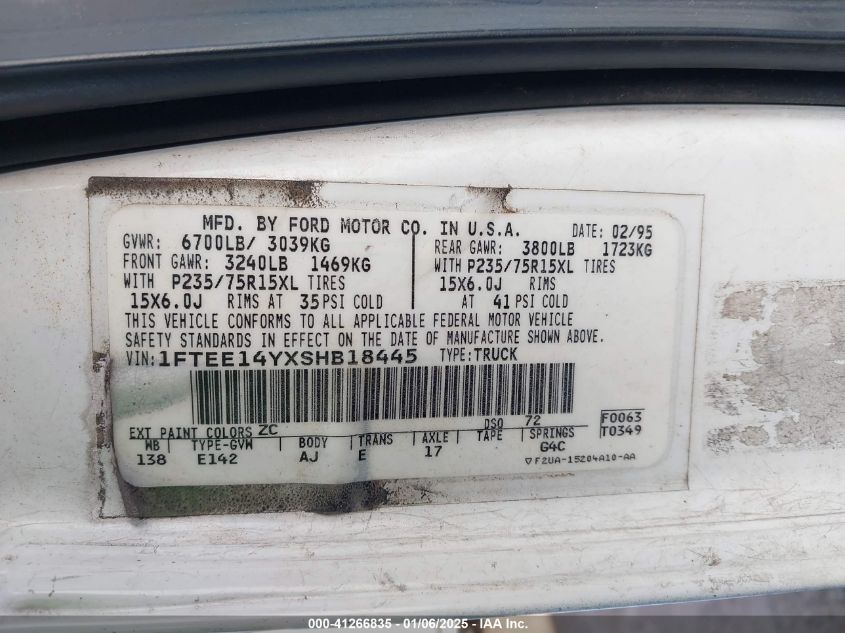 MFD. BY FORD MOTOR CO. IN U.S.A. DATE: 02/95
GVWR: 6700LB/ 3039KG
FRONT GAWR: 3240LB 1469KG
WITH P235/75R15XL TIRES
15X6.0J RIMS AT 35 PSI COLD
REAR GAWR: 3800LB 1723KG
WITH P235/75R15XL TIRES
15X6.0J RIMS
AT 41 PSI COLD
THIS VEHICLE CONFORMS TO ALL APPLICABLE FEDERAL MOTOR VEHICLE
SAFETY STANDARDS IN EFFECT ON THE DATE OF MANUFACTURE SHOWN ABOVE.
VIN: 1FTEE14YXSHB18445 TYPE: TRUCK
EXT PAINT COLORS ZC DSO 72 F0063
WB TYPE-GVW BODY TRANS AXLE TAPE SPRINGS T0349
138 E142 AJ E 17 G4C
▽F2UA-15204A10-AA
000-41266835 - 01/06/2025 - IAA Inc.